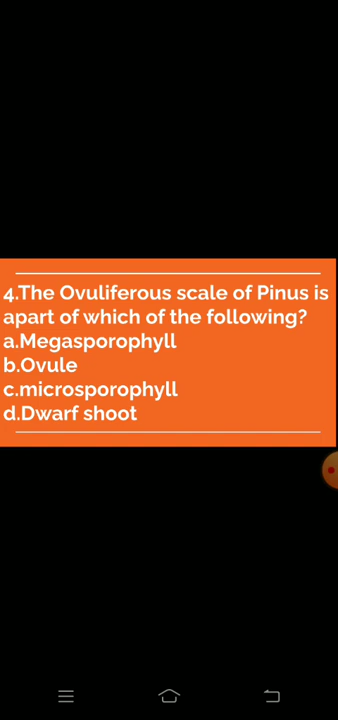 4.The Ovuliferous scale of Pinus is
apart of which of the following?
a.Megasporophyll
b.Ovule
c.microsporophyll
d.Dwarf shoot